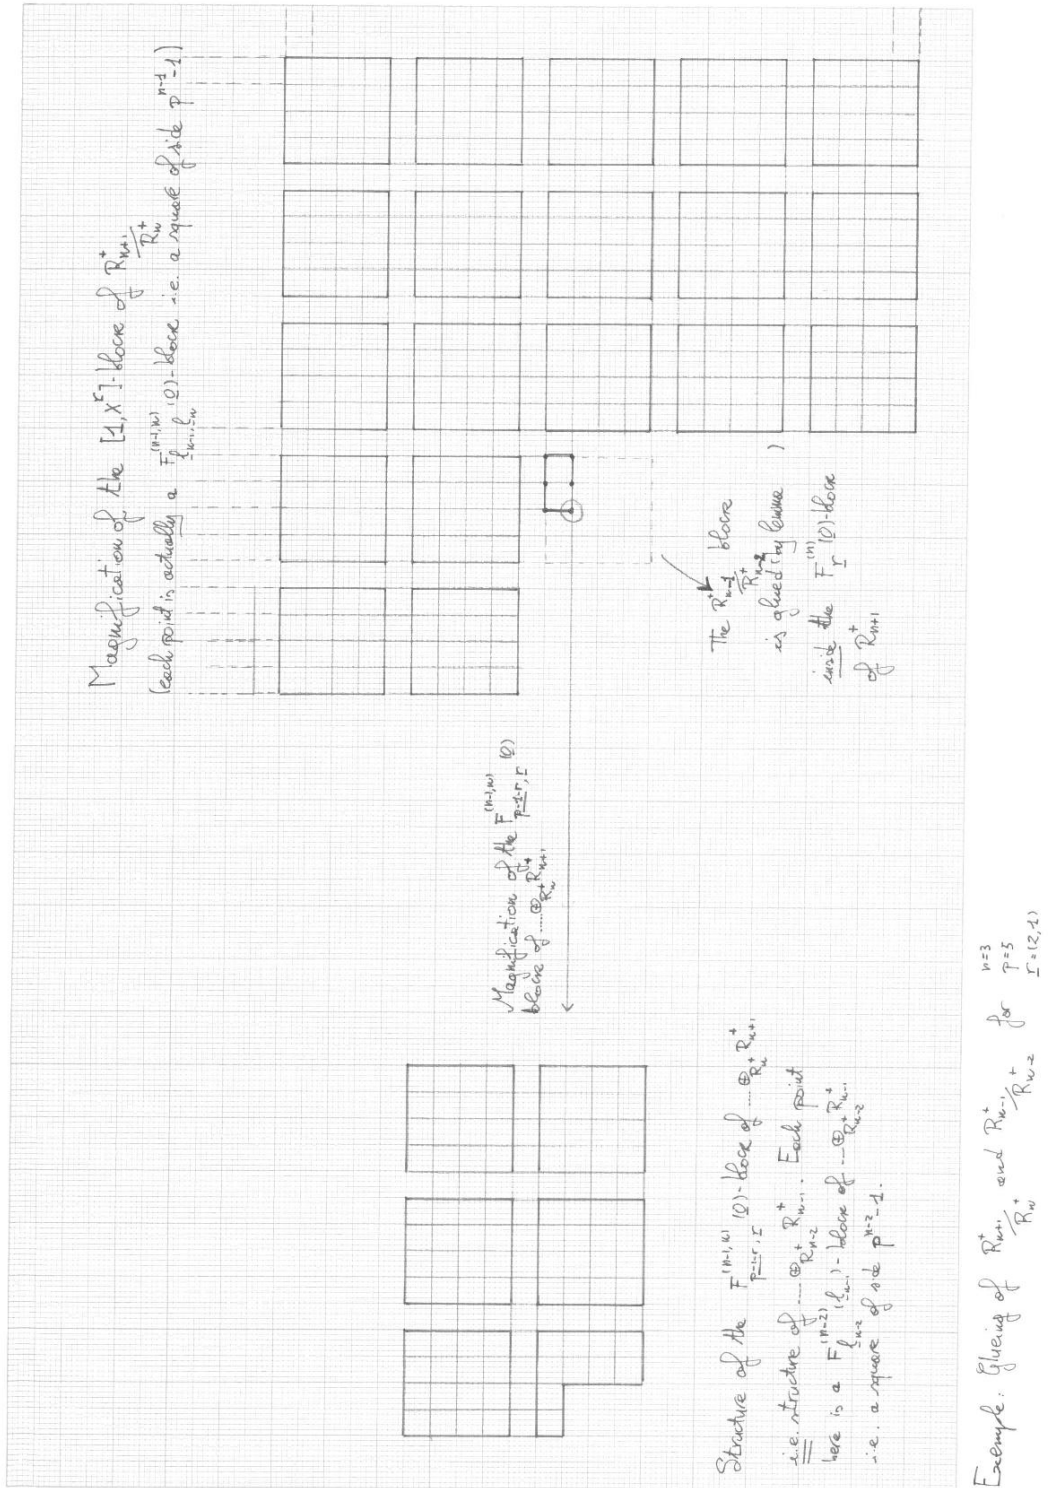 Magnification of the [1,X^r]-block of R^+_{n+1}/R^+_n
(each point is actually a F^{(n-1,n)}_{l_{n-1},l_n}(0)-block i.e. a square of side p^{n-1}-1)
The R^+_{n-1}/R^+_{n-2} block
is glued (by lemma )
inside the F^{(n)}_r(0)-block
of R^+_{n+1}
Magnification of the F^{(n-1,n)}_{p-1-r,r}(0)
block of ...⊕_{R^+_n}R^+_{n+1}
Structure of the F^{(n-1,n)}_{p-1-r,r}(0)-block of ...⊕_{R^+_n}R^+_{n+1}
i.e. structure of ...⊕_{R^+_{n-2}}R^+_{n-1}. Each point
here is a F^{(n-2)}_{l_{n-2}}(l_{n-1})-block of ...⊕_{R^+_{n-2}}R^+_{n-1}
i.e. a square of side p^{n-2}-1.
Example: Glueing of R^+_{n+1}/R^+_n and R^+_{n-1}/R^+_{n-2} for
n=3
p=5
r=(2,1)